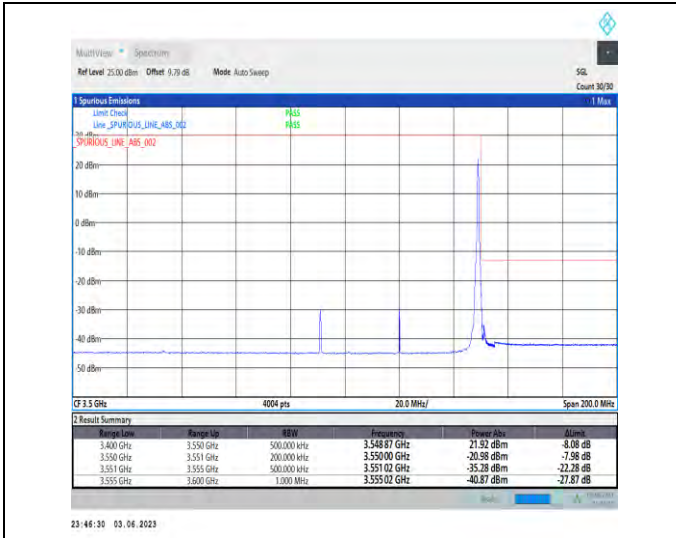 MultiView Spectrum
Ref Level 25.00 dBm Offset 9.79 dB Mode Auto Sweep SGL
Count 30/30
1 Spurious Emissions 1 Max
Limit Check PASS
Line _SPURIOUS_LINE_ABS_002 PASS
_SPURIOUS_LINE_ABS_002
20 dBm
10 dBm
0 dBm
-10 dBm
-20 dBm
-30 dBm
-40 dBm
-50 dBm
CF 3.5 GHz 4004 pts 20.0 MHz/ Span 200.0 MHz
2 Result Summary
Range Low Range Up RBW Frequency Power Abs ΔLimit
3.400 GHz 3.550 GHz 500.000 kHz 3.548 87 GHz 21.92 dBm -8.08 dB
3.550 GHz 3.551 GHz 200.000 kHz 3.550 00 GHz -20.98 dBm -7.98 dB
3.551 GHz 3.555 GHz 500.000 kHz 3.551 02 GHz -35.28 dBm -22.28 dB
3.555 GHz 3.600 GHz 1.000 MHz 3.555 02 GHz -40.87 dBm -27.87 dB
23:46:30 03.06.2023